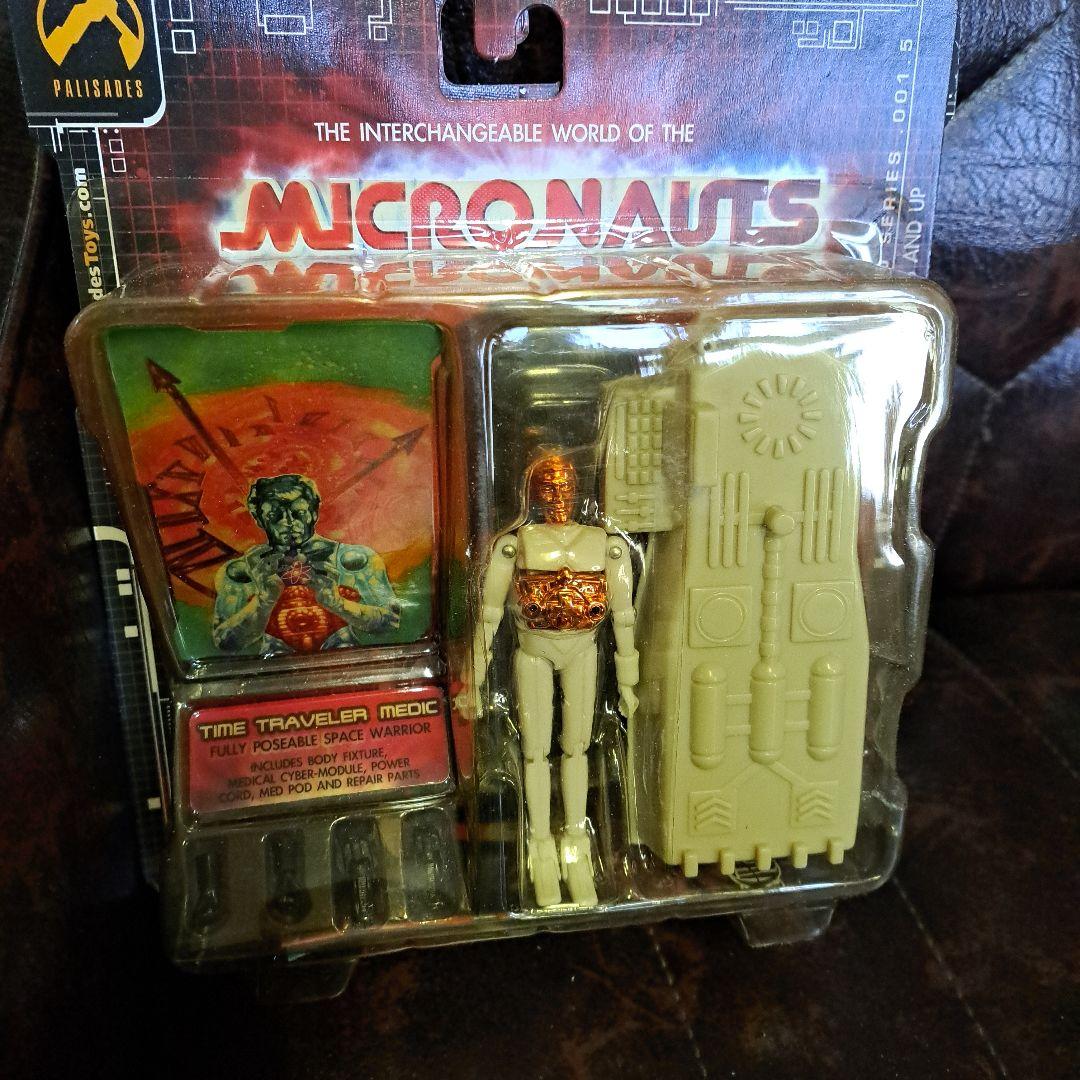 PALISADES
THE INTERCHANGEABLE WORLD OF THE
MICRONAUTS
SERIES .001.5
AND UP
desToys.com
TIME TRAVELER MEDIC
FULLY POSEABLE SPACE WARRIOR
INCLUDES BODY FIXTURE,
MEDICAL CYBER-MODULE, POWER
CORD, MED POD AND REPAIR PARTS